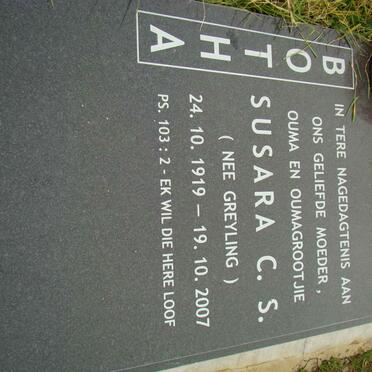 BOTHA
IN TERE NAGEDAGTENIS AAN
ONS GELIEFDE MOEDER,
OUMA EN OUMAGROOTJIE
SUSARA C. S.
( NEE GREYLING )
24. 10. 1919 — 19. 10. 2007
PS. 103 : 2 - EK WIL DIE HERE LOOF